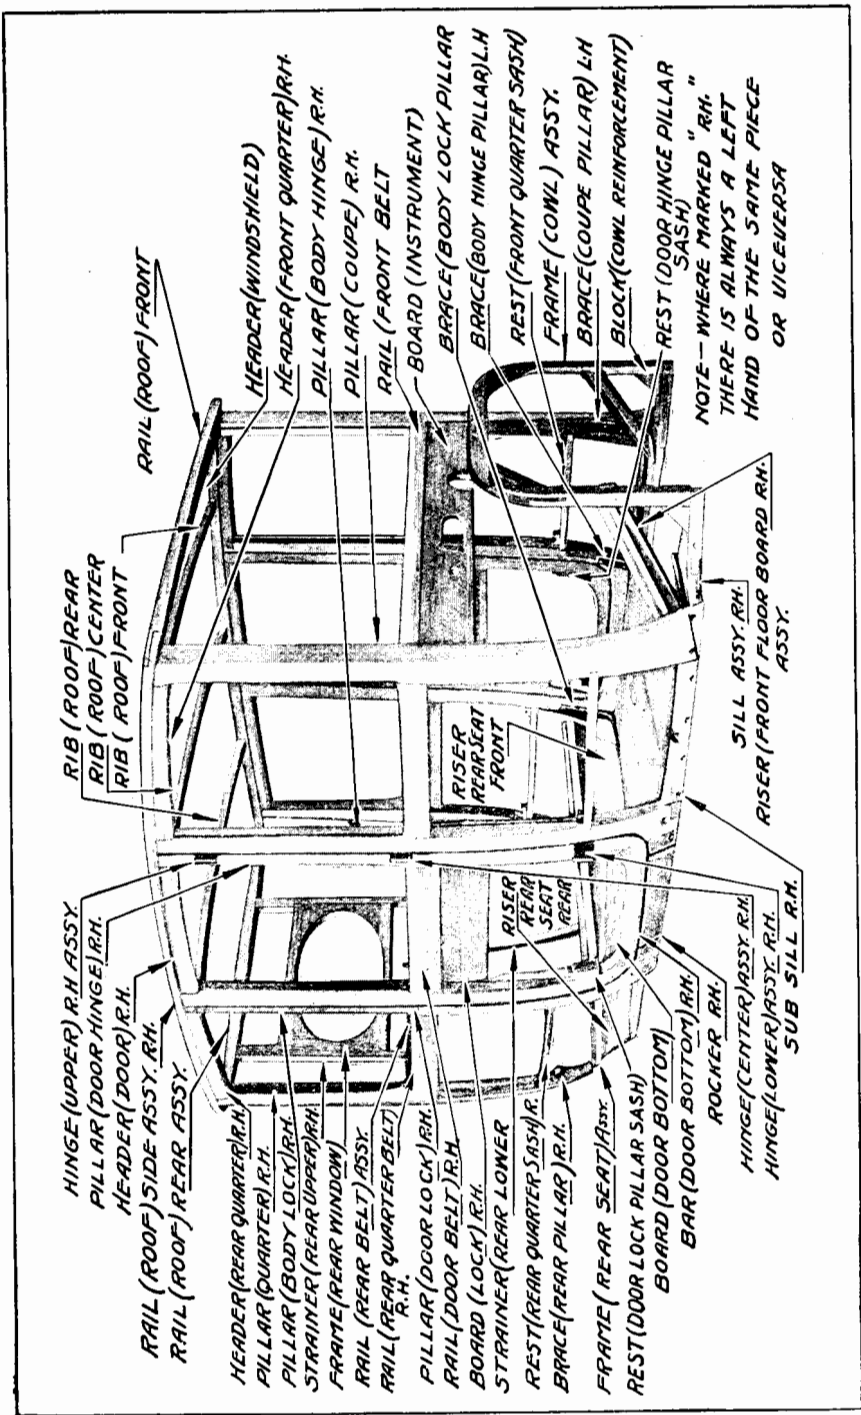 RAIL (ROOF) FRONT
HEADER (WINDSHIELD)
HEADER (FRONT QUARTER) R.H.
PILLAR (BODY HINGE) R.H.
PILLAR (COUPE) R.H.
RAIL (FRONT BELT
BOARD (INSTRUMENT)
BRACE (BODY LOCK PILLAR
BRACE (BODY HINGE PILLAR) L.H
REST (FRONT QUARTER SASH)
FRAME (COWL) ASSY.
BRACE (COUPE PILLAR) L.H
BLOCK (COWL REINFORCEMENT)
REST (DOOR HINGE PILLAR
SASH)
NOTE - WHERE MARKED "R.H."
THERE IS ALWAYS A LEFT
HAND OF THE SAME PIECE
OR VICEVERSA
RIB (ROOF) REAR
RIB (ROOF) CENTER
RIB (ROOF) FRONT
RISER
REAR SEAT
FRONT
SILL ASSY. R.H.
RISER (FRONT FLOOR BOARD R.H.
ASSY.
HINGE (UPPER) R.H ASSY.
PILLAR (DOOR HINGE) R.H.
HEADER (DOOR) R.H.
RAIL (ROOF) SIDE ASSY. R.H.
RAIL (ROOF) REAR ASSY.
RISER
REAR
SEAT
REAR
HEADER (REAR QUARTER) R.H.
PILLAR (QUARTER) R.H.
PILLAR (BODY LOCK) R.H.
STRAINER (REAR UPPER) R.H.
FRAME (REAR WINDOW)
RAIL (REAR BELT) ASSY.
RAIL (REAR QUARTER BELT)
R.H.
PILLAR (DOOR LOCK) R.H.
RAIL (DOOR BELT) R.H.
BOARD (LOCK) R.H.
STRAINER (REAR LOWER
REST (REAR QUARTER SASH) R.
BRACE (REAR PILLAR) R.H.
FRAME (REAR SEAT) ASSY.
REST (DOOR LOCK PILLAR SASH)
BOARD (DOOR BOTTOM)
BAR (DOOR BOTTOM) R.H.
ROCKER R.H.
HINGE (CENTER) ASSY. R.H.
HINGE (LOWER) ASSY. R.H.
SUB SILL R.H.